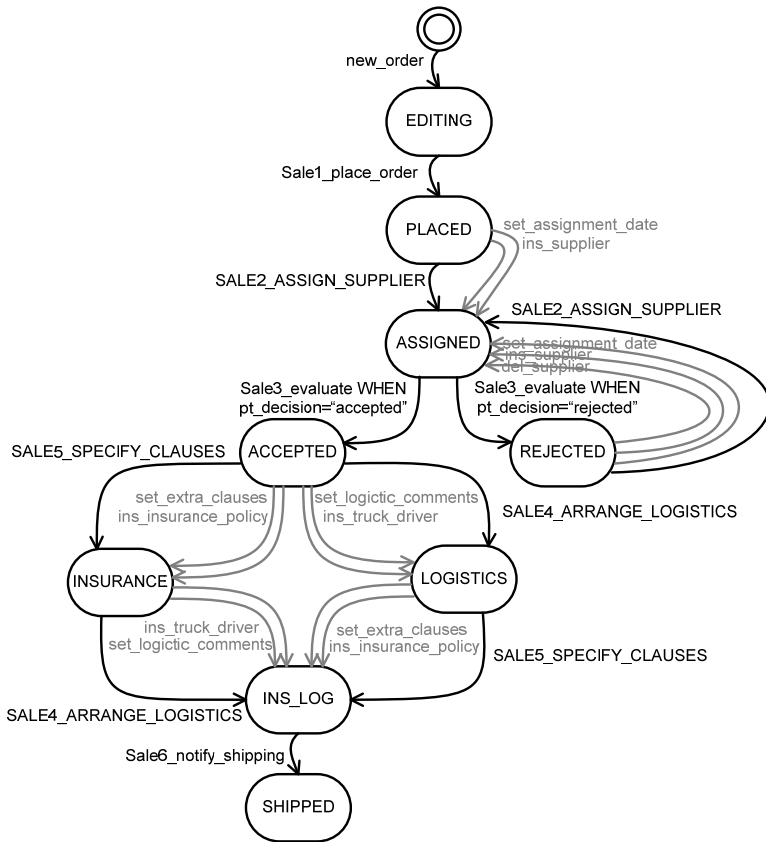 new_order
EDITING
Sale1_place_order
PLACED
set_assignment_date
ins_supplier
SALE2_ASSIGN_SUPPLIER
SALE2_ASSIGN_SUPPLIER
ASSIGNED
set_assignment_date
ins_supplier
del_supplier
Sale3_evaluate WHEN
pt_decision=“accepted”
Sale3_evaluate WHEN
pt_decision=“rejected”
ACCEPTED
REJECTED
SALE5_SPECIFY_CLAUSES
set_extra_clauses
ins_insurance_policy
set_logictic_comments
ins_truck_driver
SALE4_ARRANGE_LOGISTICS
INSURANCE
LOGISTICS
ins_truck_driver
set_logictic_comments
set_extra_clauses
ins_insurance_policy
SALE5_SPECIFY_CLAUSES
SALE4_ARRANGE_LOGISTICS
INS_LOG
Sale6_notify_shipping
SHIPPED